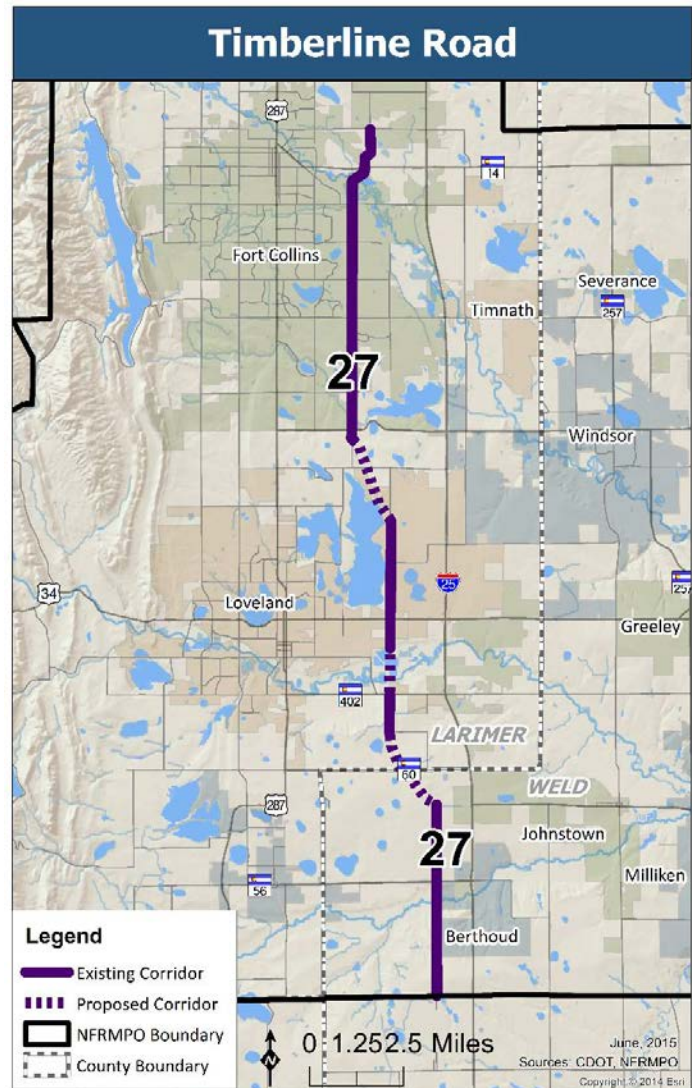 Timberline Road
287
14
Fort Collins
Severance
257
Timnath
27
Windsor
25
34
257
Loveland
Greeley
402
LARIMER
60
WELD
287
Johnstown
27
Milliken
56
Berthoud
Legend
Existing Corridor
Proposed Corridor
NFRMPO Boundary
County Boundary
N
0 1.252.5 Miles
June, 2015
Sources: CDOT, NFRMPO
Copyright © 2014 Esri